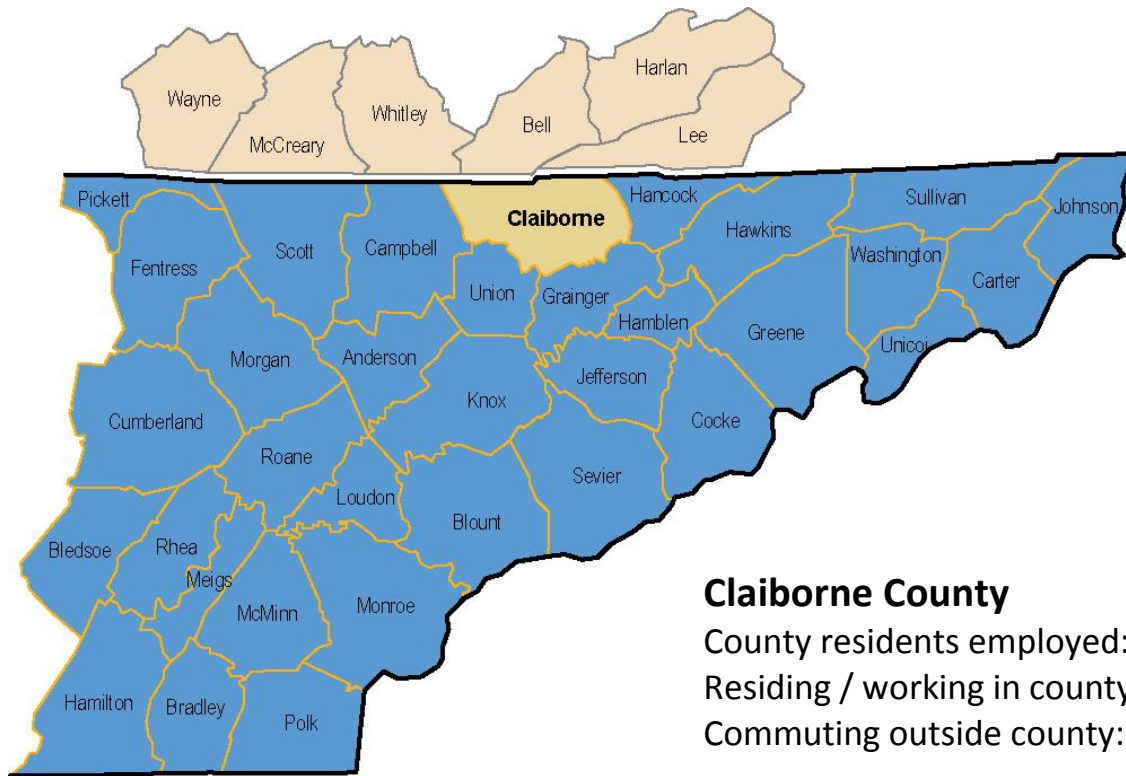 Harlan
Wayne
Whitley
Bell
Lee
McCreary
Pickett
Hancock
Sullivan
Johnson
Claiborne
Scott
Campbell
Hawkins
Washington
Fentress
Carter
Union
Grainger
Hamblen
Greene
Unicoi
Morgan
Anderson
Jefferson
Knox
Cumberland
Cocke
Roane
Sevier
Loudon
Blount
Bledsoe
Rhea
Meigs
McMinn
Monroe
Claiborne County
County residents employed:
Residing / working in county
Commuting outside county:
Hamilton
Bradley
Polk